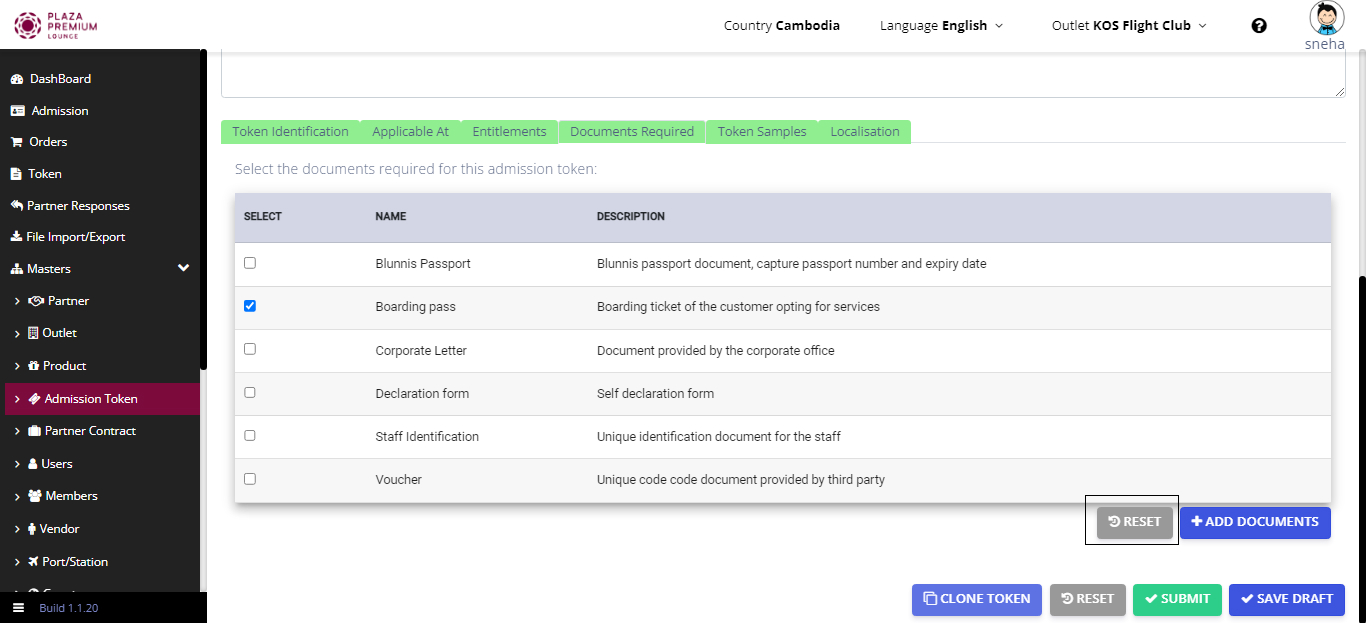 PLAZA
PREMIUM
LOUNGE
Country Cambodia
Language English
Outlet KOS Flight Club
sneha
DashBoard
Admission
Orders
Token
Partner Responses
File Import/Export
Masters
Partner
Outlet
Product
Admission Token
Partner Contract
Users
Members
Vendor
Port/Station
Build 1.1.20
Token Identification
Applicable At
Entitlements
Documents Required
Token Samples
Localisation
Select the documents required for this admission token:
SELECT NAME DESCRIPTION
Blunnis Passport Blunnis passport document, capture passport number and expiry date
Boarding pass Boarding ticket of the customer opting for services
Corporate Letter Document provided by the corporate office
Declaration form Self declaration form
Staff Identification Unique identification document for the staff
Voucher Unique code code document provided by third party
RESET
ADD DOCUMENTS
CLONE TOKEN
RESET
SUBMIT
SAVE DRAFT